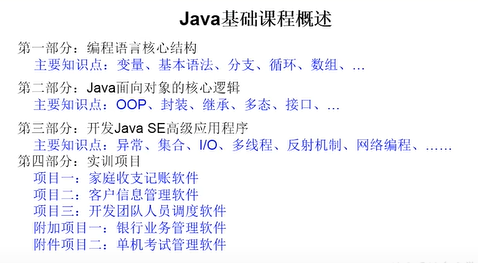 Java基础课程概述
第一部分：编程语言核心结构
主要知识点：变量、基本语法、分支、循环、数组、…
第二部分：Java面向对象的核心逻辑
主要知识点：OOP、封装、继承、多态、接口、…
第三部分：开发Java SE高级应用程序
主要知识点：异常、集合、I/O、多线程、反射机制、网络编程、……
第四部分：实训项目
项目一：家庭收支记账软件
项目二：客户信息管理软件
项目三：开发团队人员调度软件
附加项目一：银行业务管理软件
附件项目二：单机考试管理软件